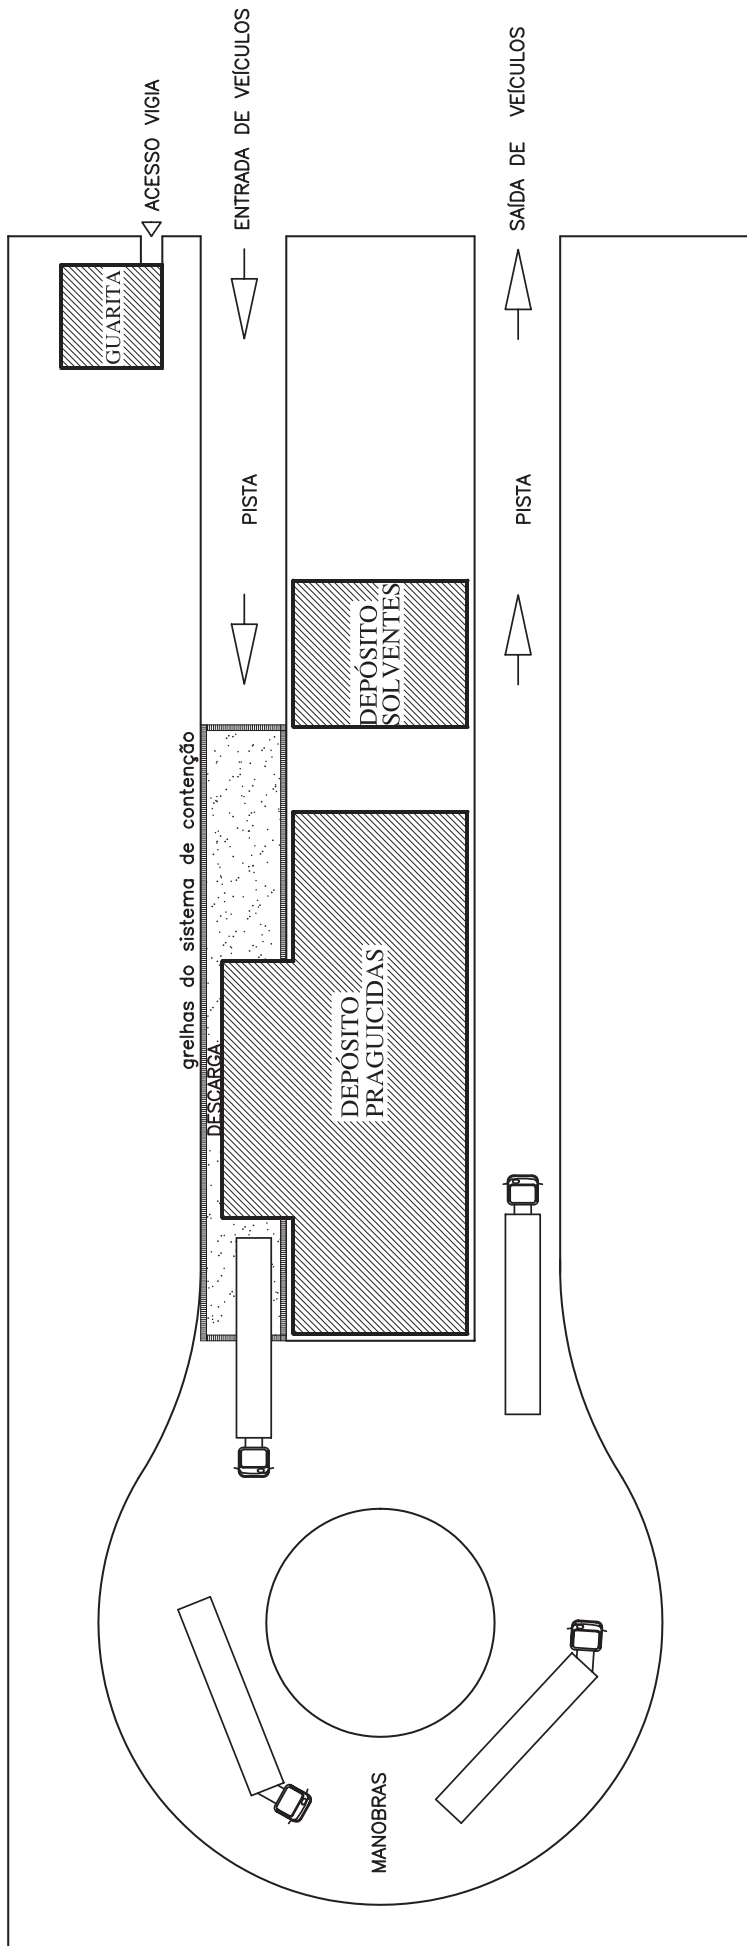 ACESSO VIGIA
ENTRADA DE VEÍCULOS
SAÍDA DE VEÍCULOS
GUARITA
PISTA
PISTA
DEPÓSITO
SOLVENTES
grelhas do sistema de contenção
DESCARGA
DEPÓSITO
PRAGUICIDAS
MANOBRAS